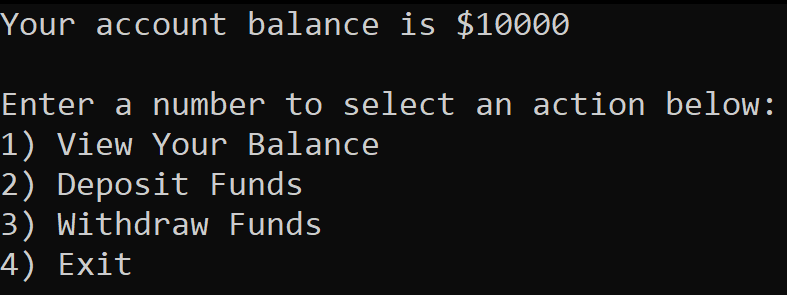 Your account balance is $10000
Enter a number to select an action below:
1) View Your Balance
2) Deposit Funds
3) Withdraw Funds
4) Exit